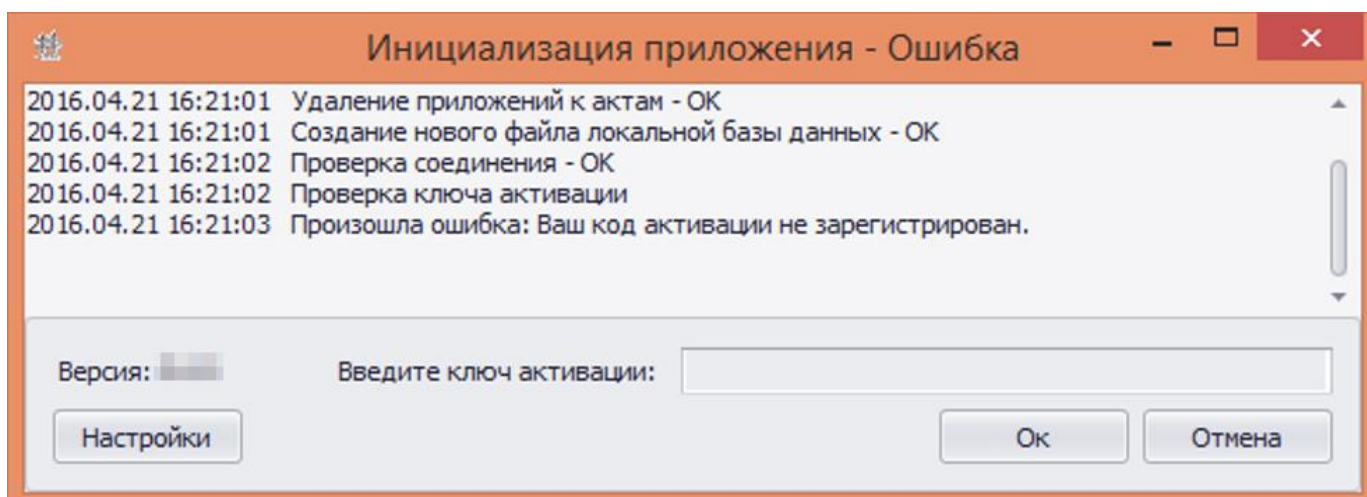 Инициализация приложения - Ошибка
2016.04.21 16:21:01 Удаление приложений к актам - ОК
2016.04.21 16:21:01 Создание нового файла локальной базы данных - ОК
2016.04.21 16:21:02 Проверка соединения - ОК
2016.04.21 16:21:02 Проверка ключа активации
2016.04.21 16:21:03 Произошла ошибка: Ваш код активации не зарегистрирован.
Версия: Введите ключ активации:
Настройки Ок Отмена